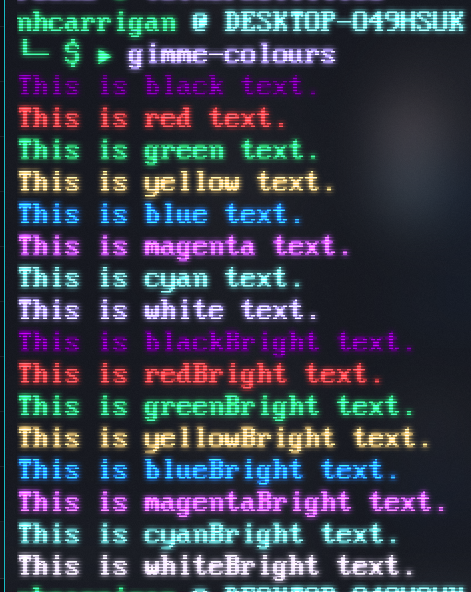 nhcarrigan @ DESKTOP-O49HSUK
└─ $ ▶ gimme-colours
This is black text.
This is red text.
This is green text.
This is yellow text.
This is blue text.
This is magenta text.
This is cyan text.
This is white text.
This is blackBright text.
This is redBright text.
This is greenBright text.
This is yellowBright text.
This is blueBright text.
This is magentaBright text.
This is cyanBright text.
This is whiteBright text.